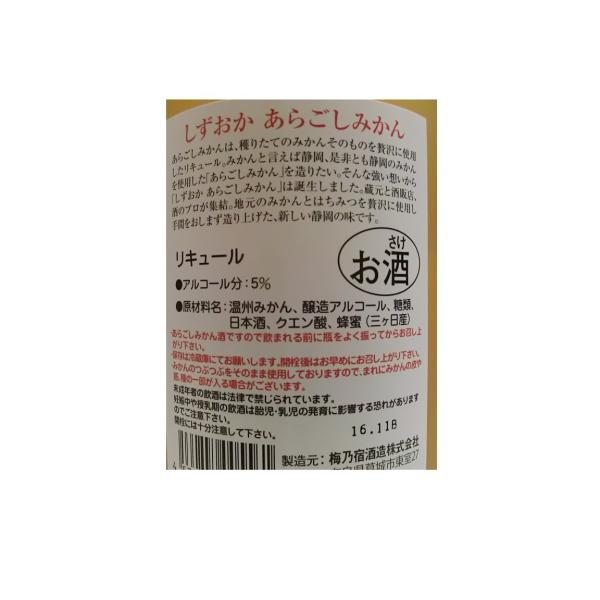 しずおか あらごしみかん
あらごしみかんは、穫りたてのみかんそのものを贅沢に使用
したリキュール。みかんと言えば静岡、是非とも静岡のみかん
を使用した「あらごしみかん」を造りたい。そんな強い想いから
「しずおか あらごしみかん」は誕生しました。蔵元と酒販店、
酒のプロが集結。地元のみかんとはちみつを贅沢に使用し
手間をおしまず造り上げた、新しい静岡の味です。
リキュール
さけ
お酒
●アルコール分：5%
●原材料名：温州みかん、醸造アルコール、糖類、
日本酒、クエン酸、蜂蜜（三ヶ日産）
・あらごしみかん酒ですので飲まれる前に瓶をよく振ってからお召し上
がり下さい。
・保存は冷蔵庫にてお願いします。開栓後はお早めにお召し上がり下さい。
・みかんのつぶつぶをそのまま使用しておりますので、まれにみかんの皮や
筋、種の一部が入る場合がございます。
未成年者の飲酒は法律で禁じられています。
妊娠中や授乳期の飲酒は胎児・乳児の発育に影響する恐れがあります
のでご注意下さい。
開栓には十分注意して下さい。
16.11B
製造元：梅乃宿酒造株式会社
奈良県葛城市東室27